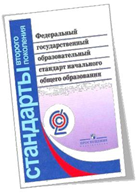 стандарты
второго поколения
Федеральный
государственный
образовательный
стандарт начального
общего образования